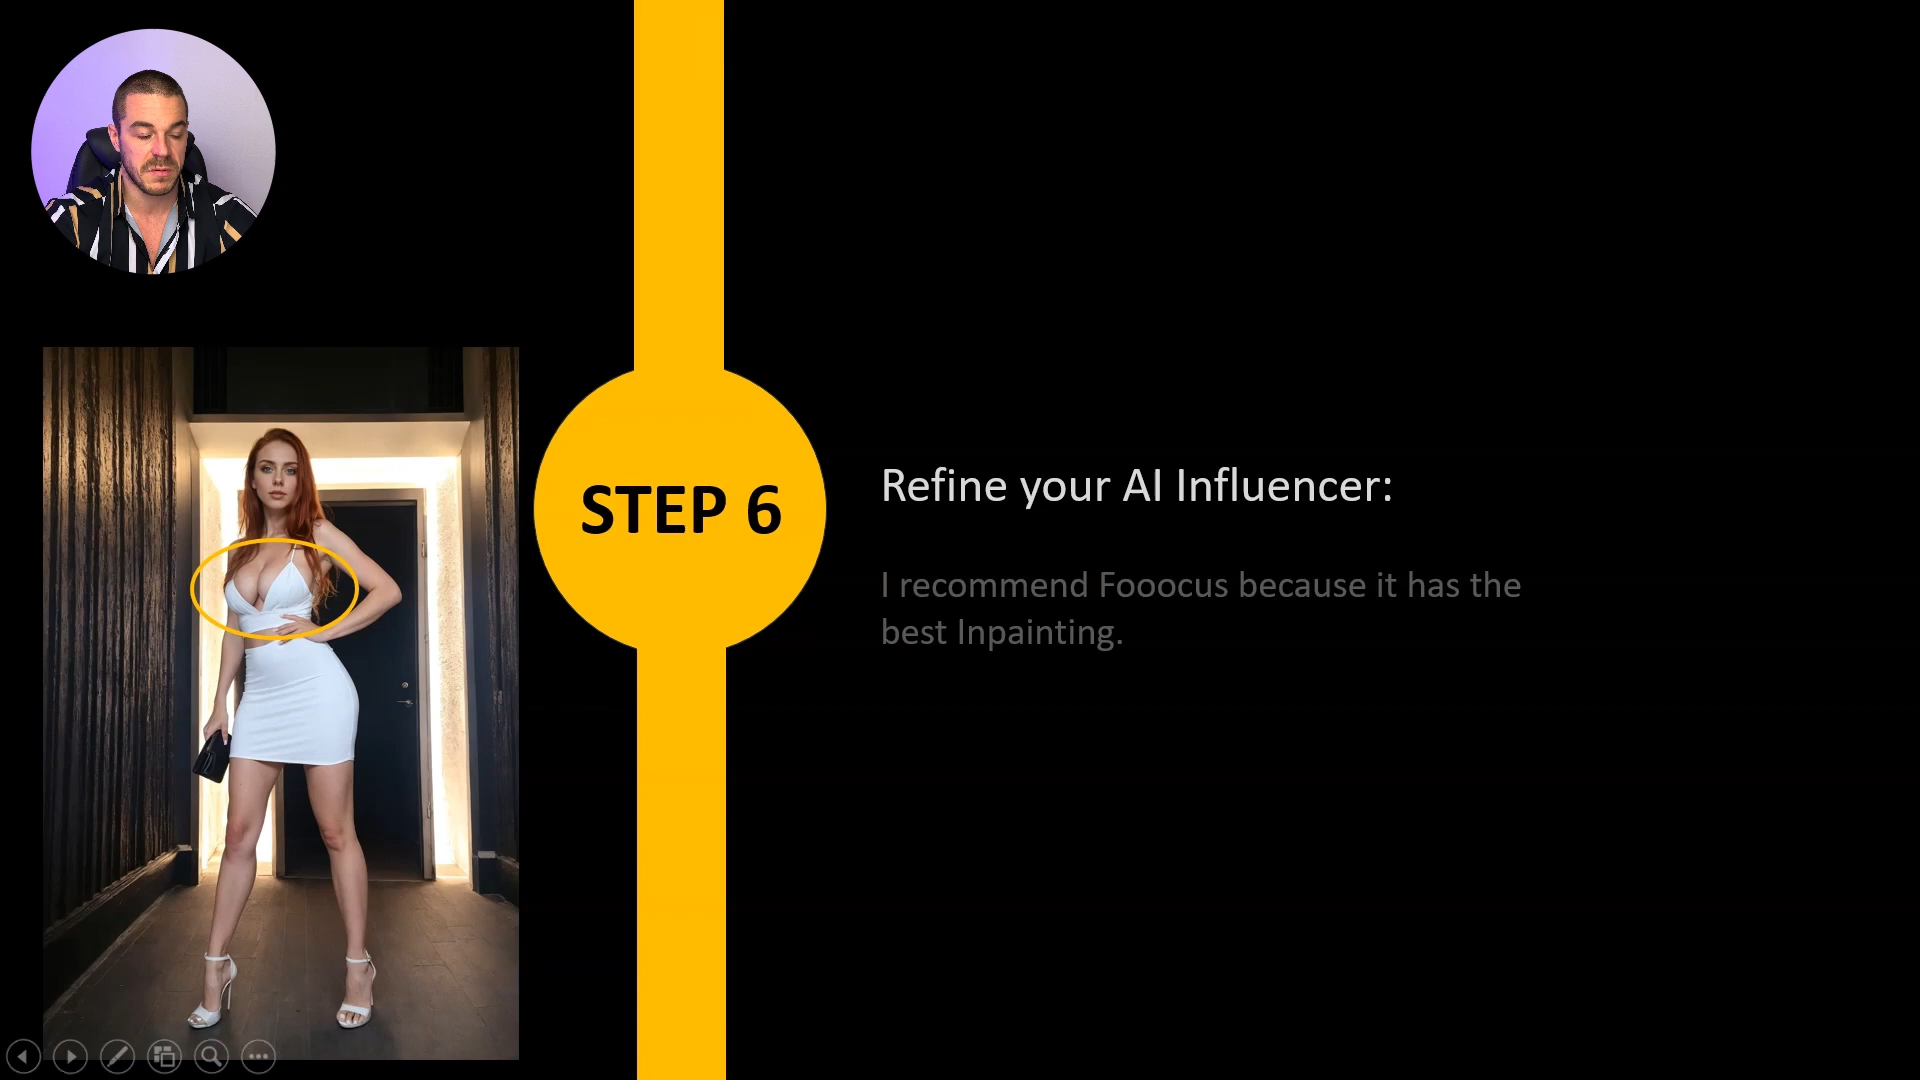 STEP 6
Refine your AI Influencer:
I recommend Fooocus because it has the
best Inpainting.